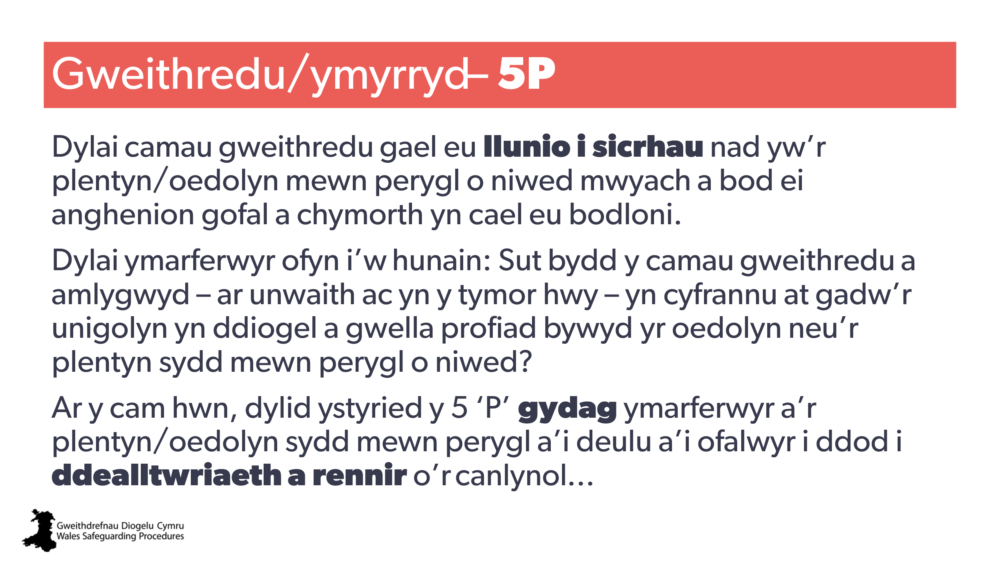 Gweithredu/ymyrryd– 5P
Dylai camau gweithredu gael eu llunio i sicrhau nad yw’r
plentyn/oedolyn mewn perygl o niwed mwyach a bod ei
anghenion gofal a chymorth yn cael eu bodloni.
Dylai ymarferwyr ofyn i’w hunain: Sut bydd y camau gweithredu a
amlygwyd – ar unwaith ac yn y tymor hwy – yn cyfrannu at gadw’r
unigolyn yn ddiogel a gwella profiad bywyd yr oedolyn neu’r
plentyn sydd mewn perygl o niwed?
Ar y cam hwn, dylid ystyried y 5 ‘P’ gydag ymarferwyr a’r
plentyn/oedolyn sydd mewn perygl a’i deulu a’i ofalwyr i ddod i
ddealltwriaeth a rennir o’r canlynol...
Gweithdrefnau Diogelu Cymru
Wales Safeguarding Procedures